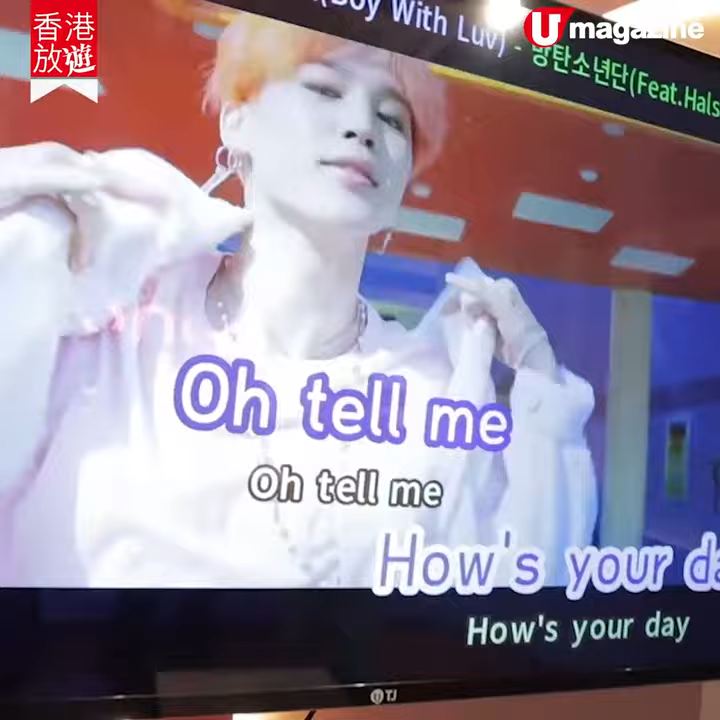 香港
放遊
U magazine
(Boy With Luv) - 방탄소년단(Feat.Hals
Oh tell me
Oh tell me
How's your da
How's your day
TJ